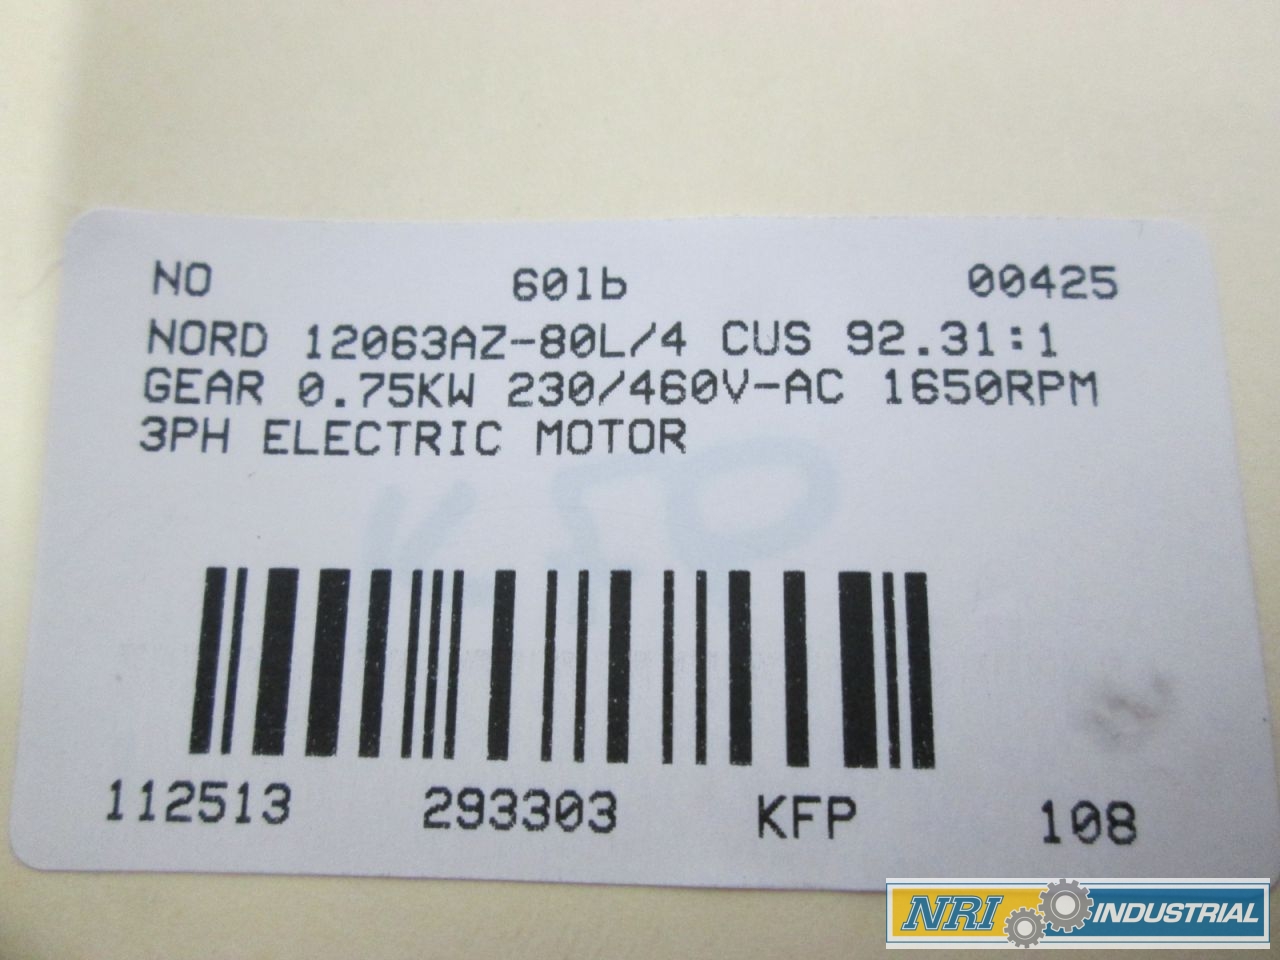 NO 601b 00425
NORD 12063AZ-80L/4 CUS 92.31:1
GEAR 0.75KW 230/460V-AC 1650RPM
3PH ELECTRIC MOTOR
KFP
112513 293303 KFP 108
NRI INDUSTRIAL